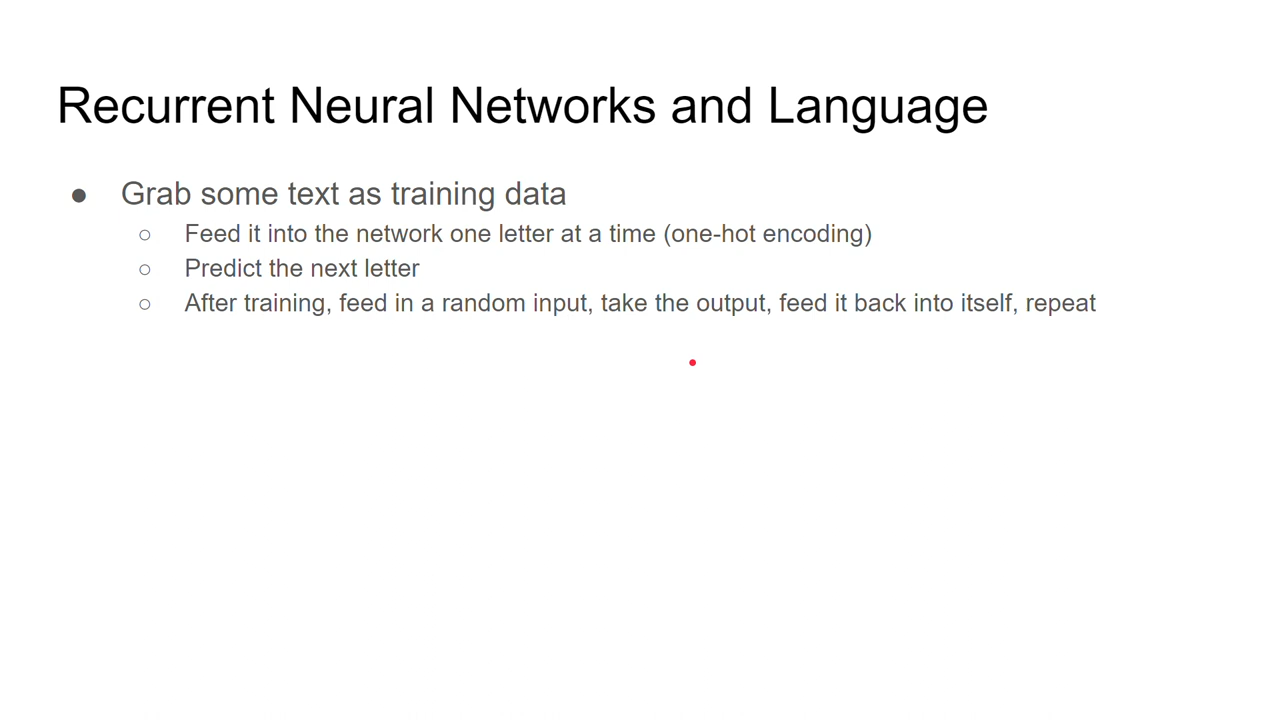 Recurrent Neural Networks and Language
● Grab some text as training data
○ Feed it into the network one letter at a time (one-hot encoding)
○ Predict the next letter
○ After training, feed in a random input, take the output, feed it back into itself, repeat